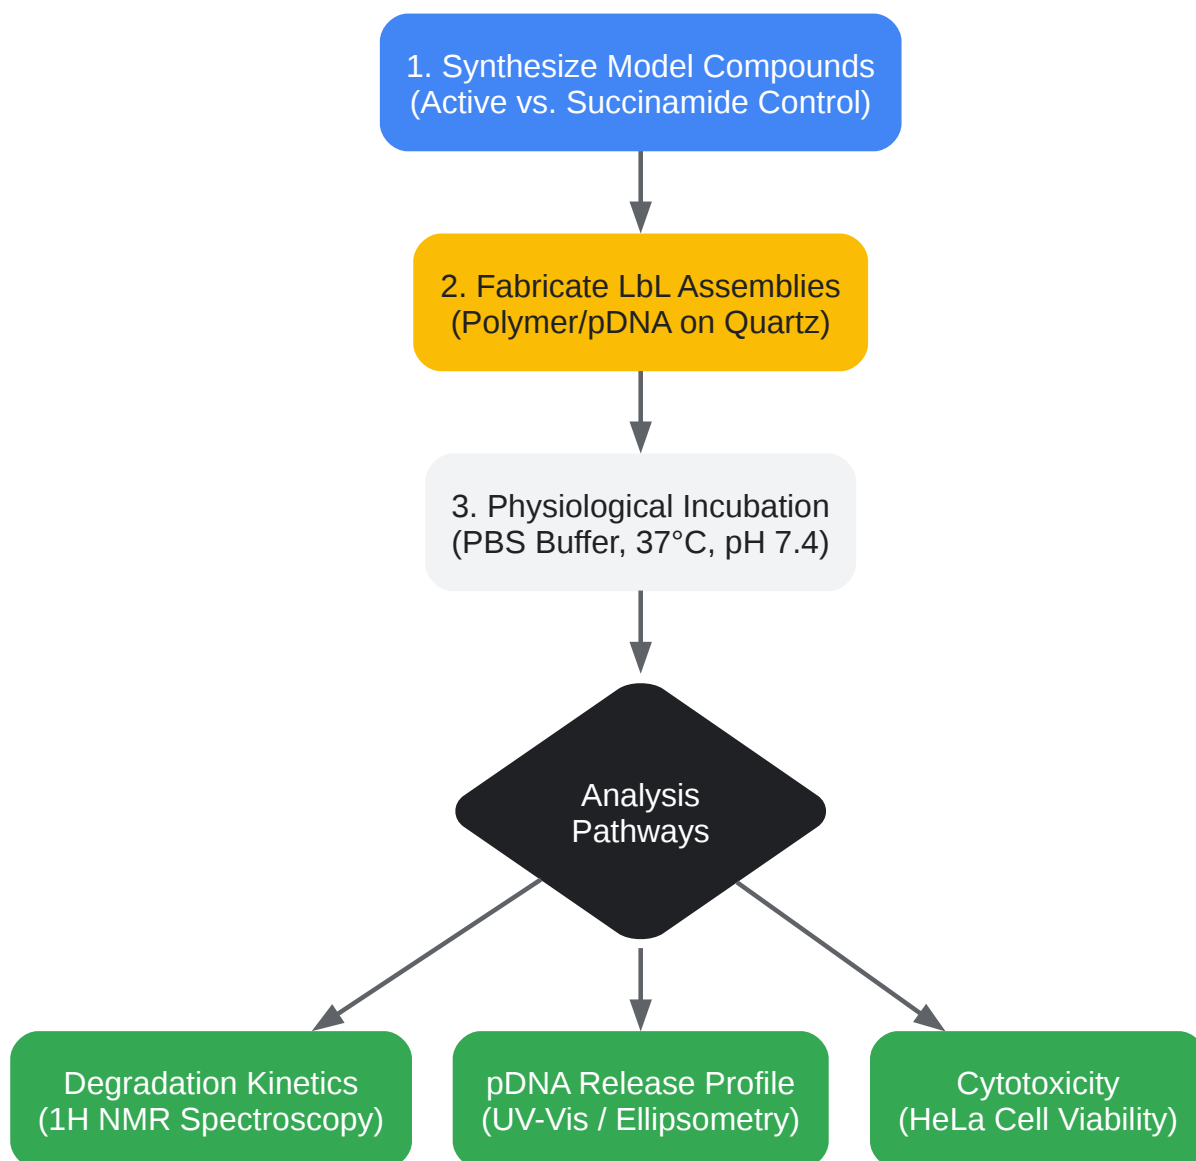 1. Synthesize Model Compounds
(Active vs. Succinamide Control)
2. Fabricate LbL Assemblies
(Polymer/pDNA on Quartz)
3. Physiological Incubation
(PBS Buffer, 37°C, pH 7.4)
Analysis
Pathways
Degradation Kinetics
(1H NMR Spectroscopy)
pDNA Release Profile
(UV-Vis / Ellipsometry)
Cytotoxicity
(HeLa Cell Viability)